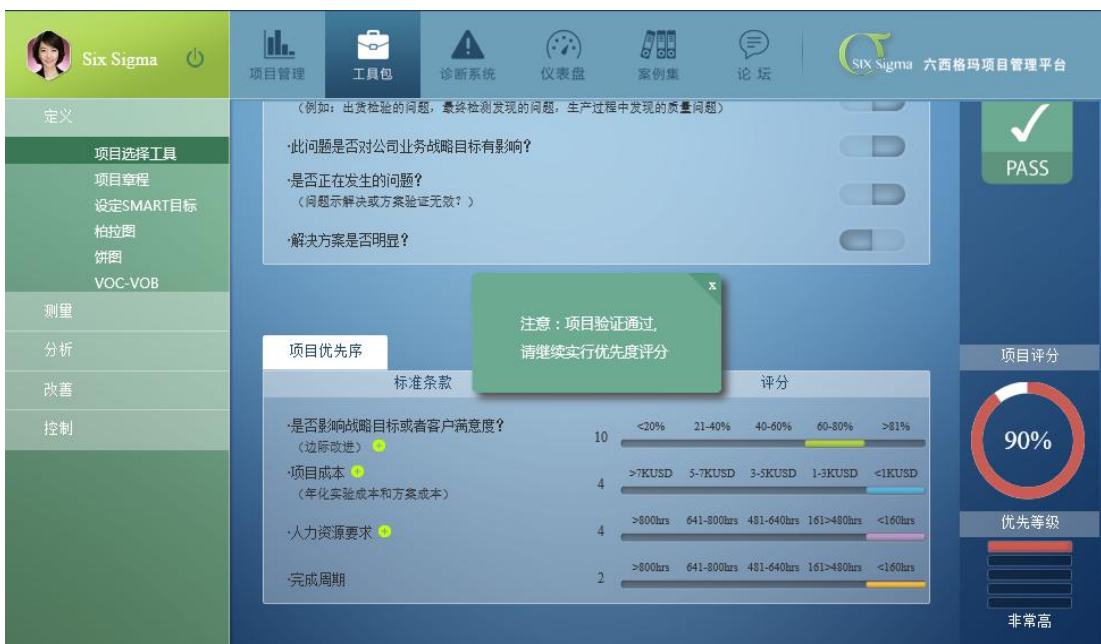 Six Sigma
项目管理
工具包
诊断系统
仪表盘
案例集
论坛
SIX Sigma 六西格玛项目管理平台
定义
项目选择工具
项目章程
设定SMART目标
柏拉图
饼图
VOC-VOB
测量
分析
改善
控制
（例如：出货检验的问题，最终检测发现的问题，生产过程中发现的质量问题）
·此问题是否对公司业务战略目标有影响？
·是否正在发生的问题？
（问题示解决或方案验证无效？）
·解决方案是否明显？
PASS
x
注意：项目验证通过,
请继续实行优先度评分
项目优先序
标准条款
评分
·是否影响战略目标或者客户满意度？
（边际改进）
10 <20% 21-40% 40-60% 60-80% >81%
·项目成本
（年化实验成本和方案成本）
4 >7KUSD 5-7KUSD 3-5KUSD 1-3KUSD <1KUSD
·人力资源要求
4 >800hrs 641-800hrs 481-640hrs 161>480hrs <160hrs
·完成周期
2 >800hrs 641-800hrs 481-640hrs 161>480hrs <160hrs
项目评分
90%
优先等级
非常高